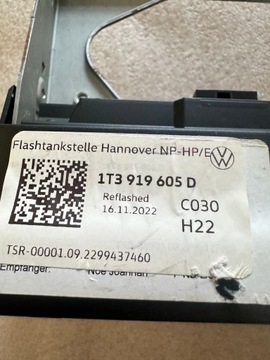 Flashtankstelle Hannover NP-HP/E
1T3 919 605 D
Reflashed
16.11.2022
C030
H22
TSR-00001.09.2299437460
Empfänger: